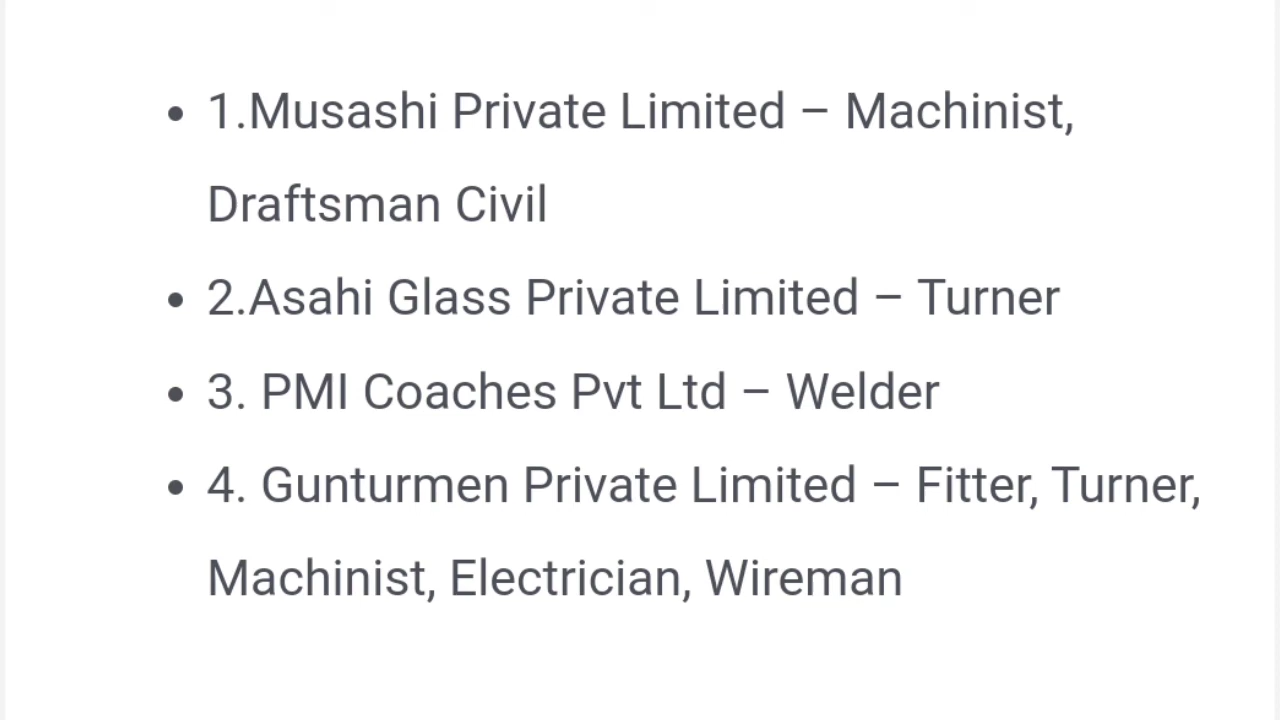 • 1.Musashi Private Limited – Machinist,
Draftsman Civil
• 2.Asahi Glass Private Limited – Turner
• 3. PMI Coaches Pvt Ltd – Welder
• 4. Gunturmen Private Limited – Fitter, Turner,
Machinist, Electrician, Wireman